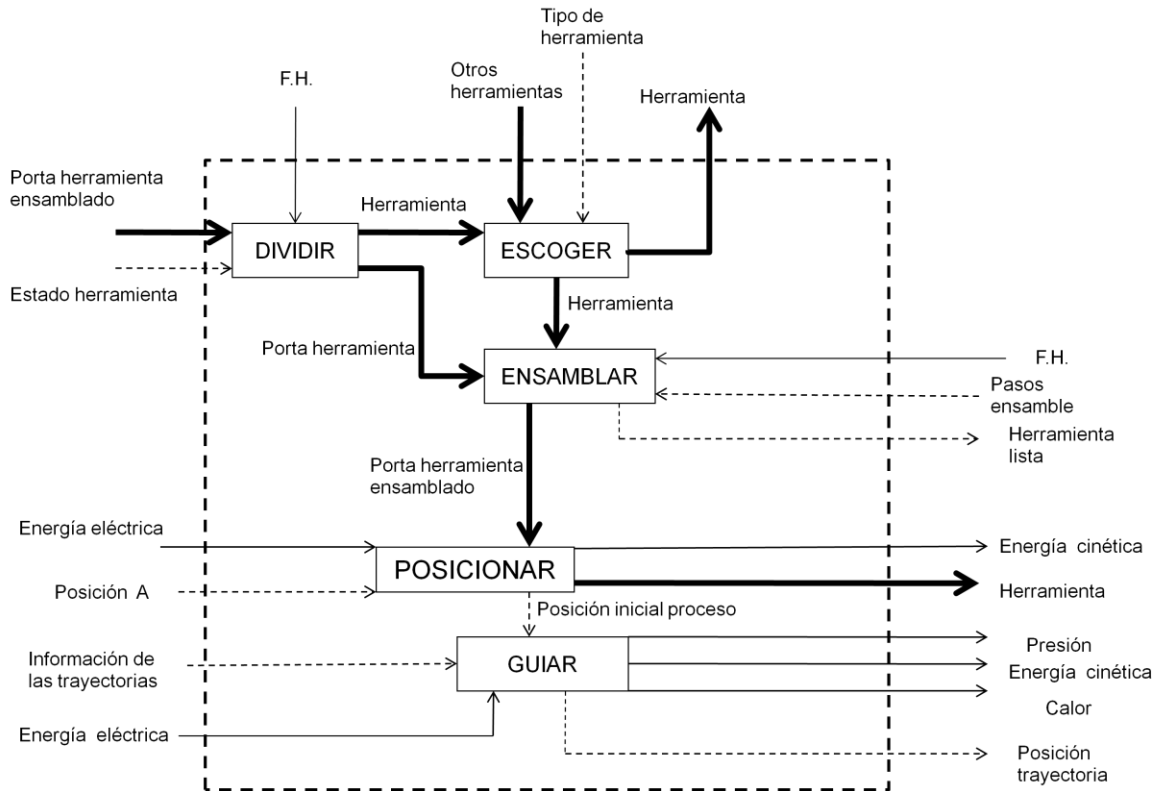 Tipo de
herramienta
Otros
herramientas
F.H.
Herramienta
Porta herramienta
ensamblado
Herramienta
DIVIDIR
ESCOGER
Estado herramienta
Herramienta
Porta herramienta
ENSAMBLAR
F.H.
Pasos
ensamble
Herramienta
lista
Porta herramienta
ensamblado
Energía eléctrica
POSICIONAR
Energía cinética
Posición A
Herramienta
Posición inicial proceso
Información de
las trayectorias
GUIAR
Presión
Energía cinética
Calor
Energía eléctrica
Posición
trayectoria